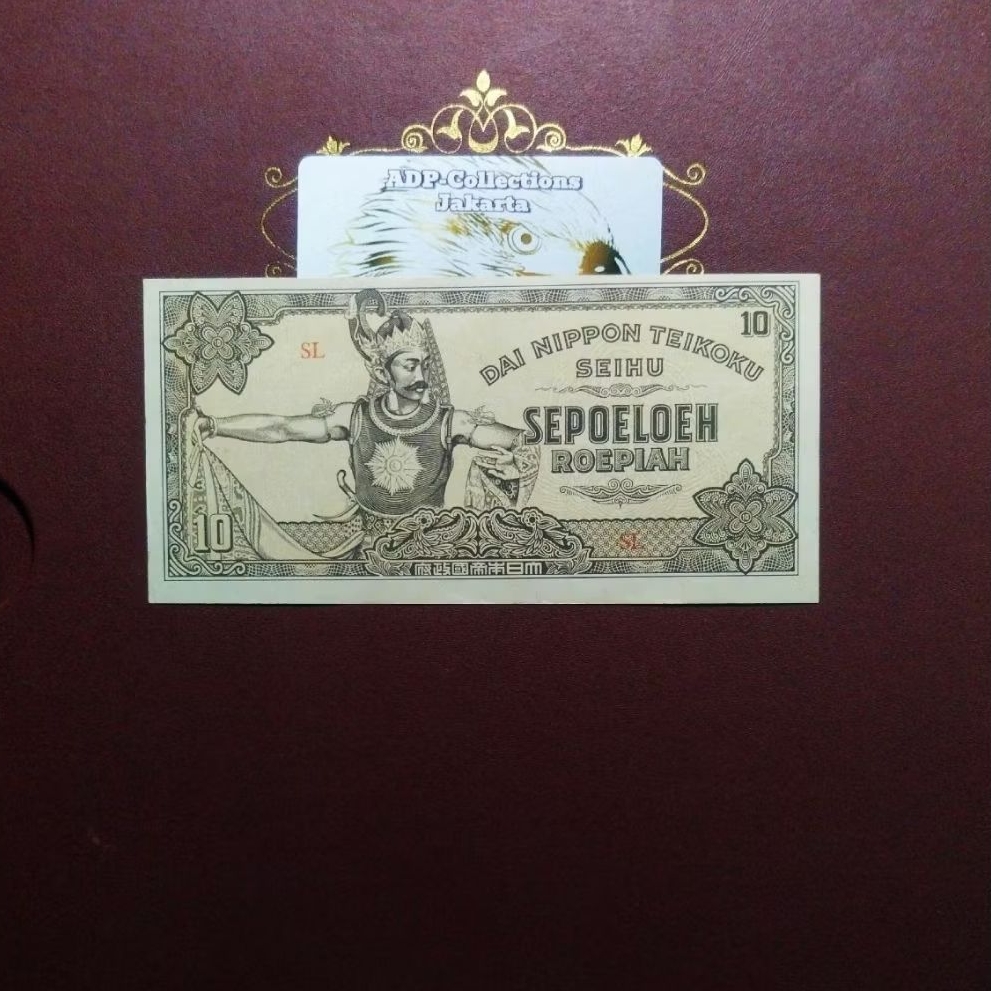 ADP-Collections
Jakarta
10
SL
DAI NIPPON TEIKOKU
SEIHU
SEPOELOEH
ROEPIAH
10
SL
府政國帝本日大